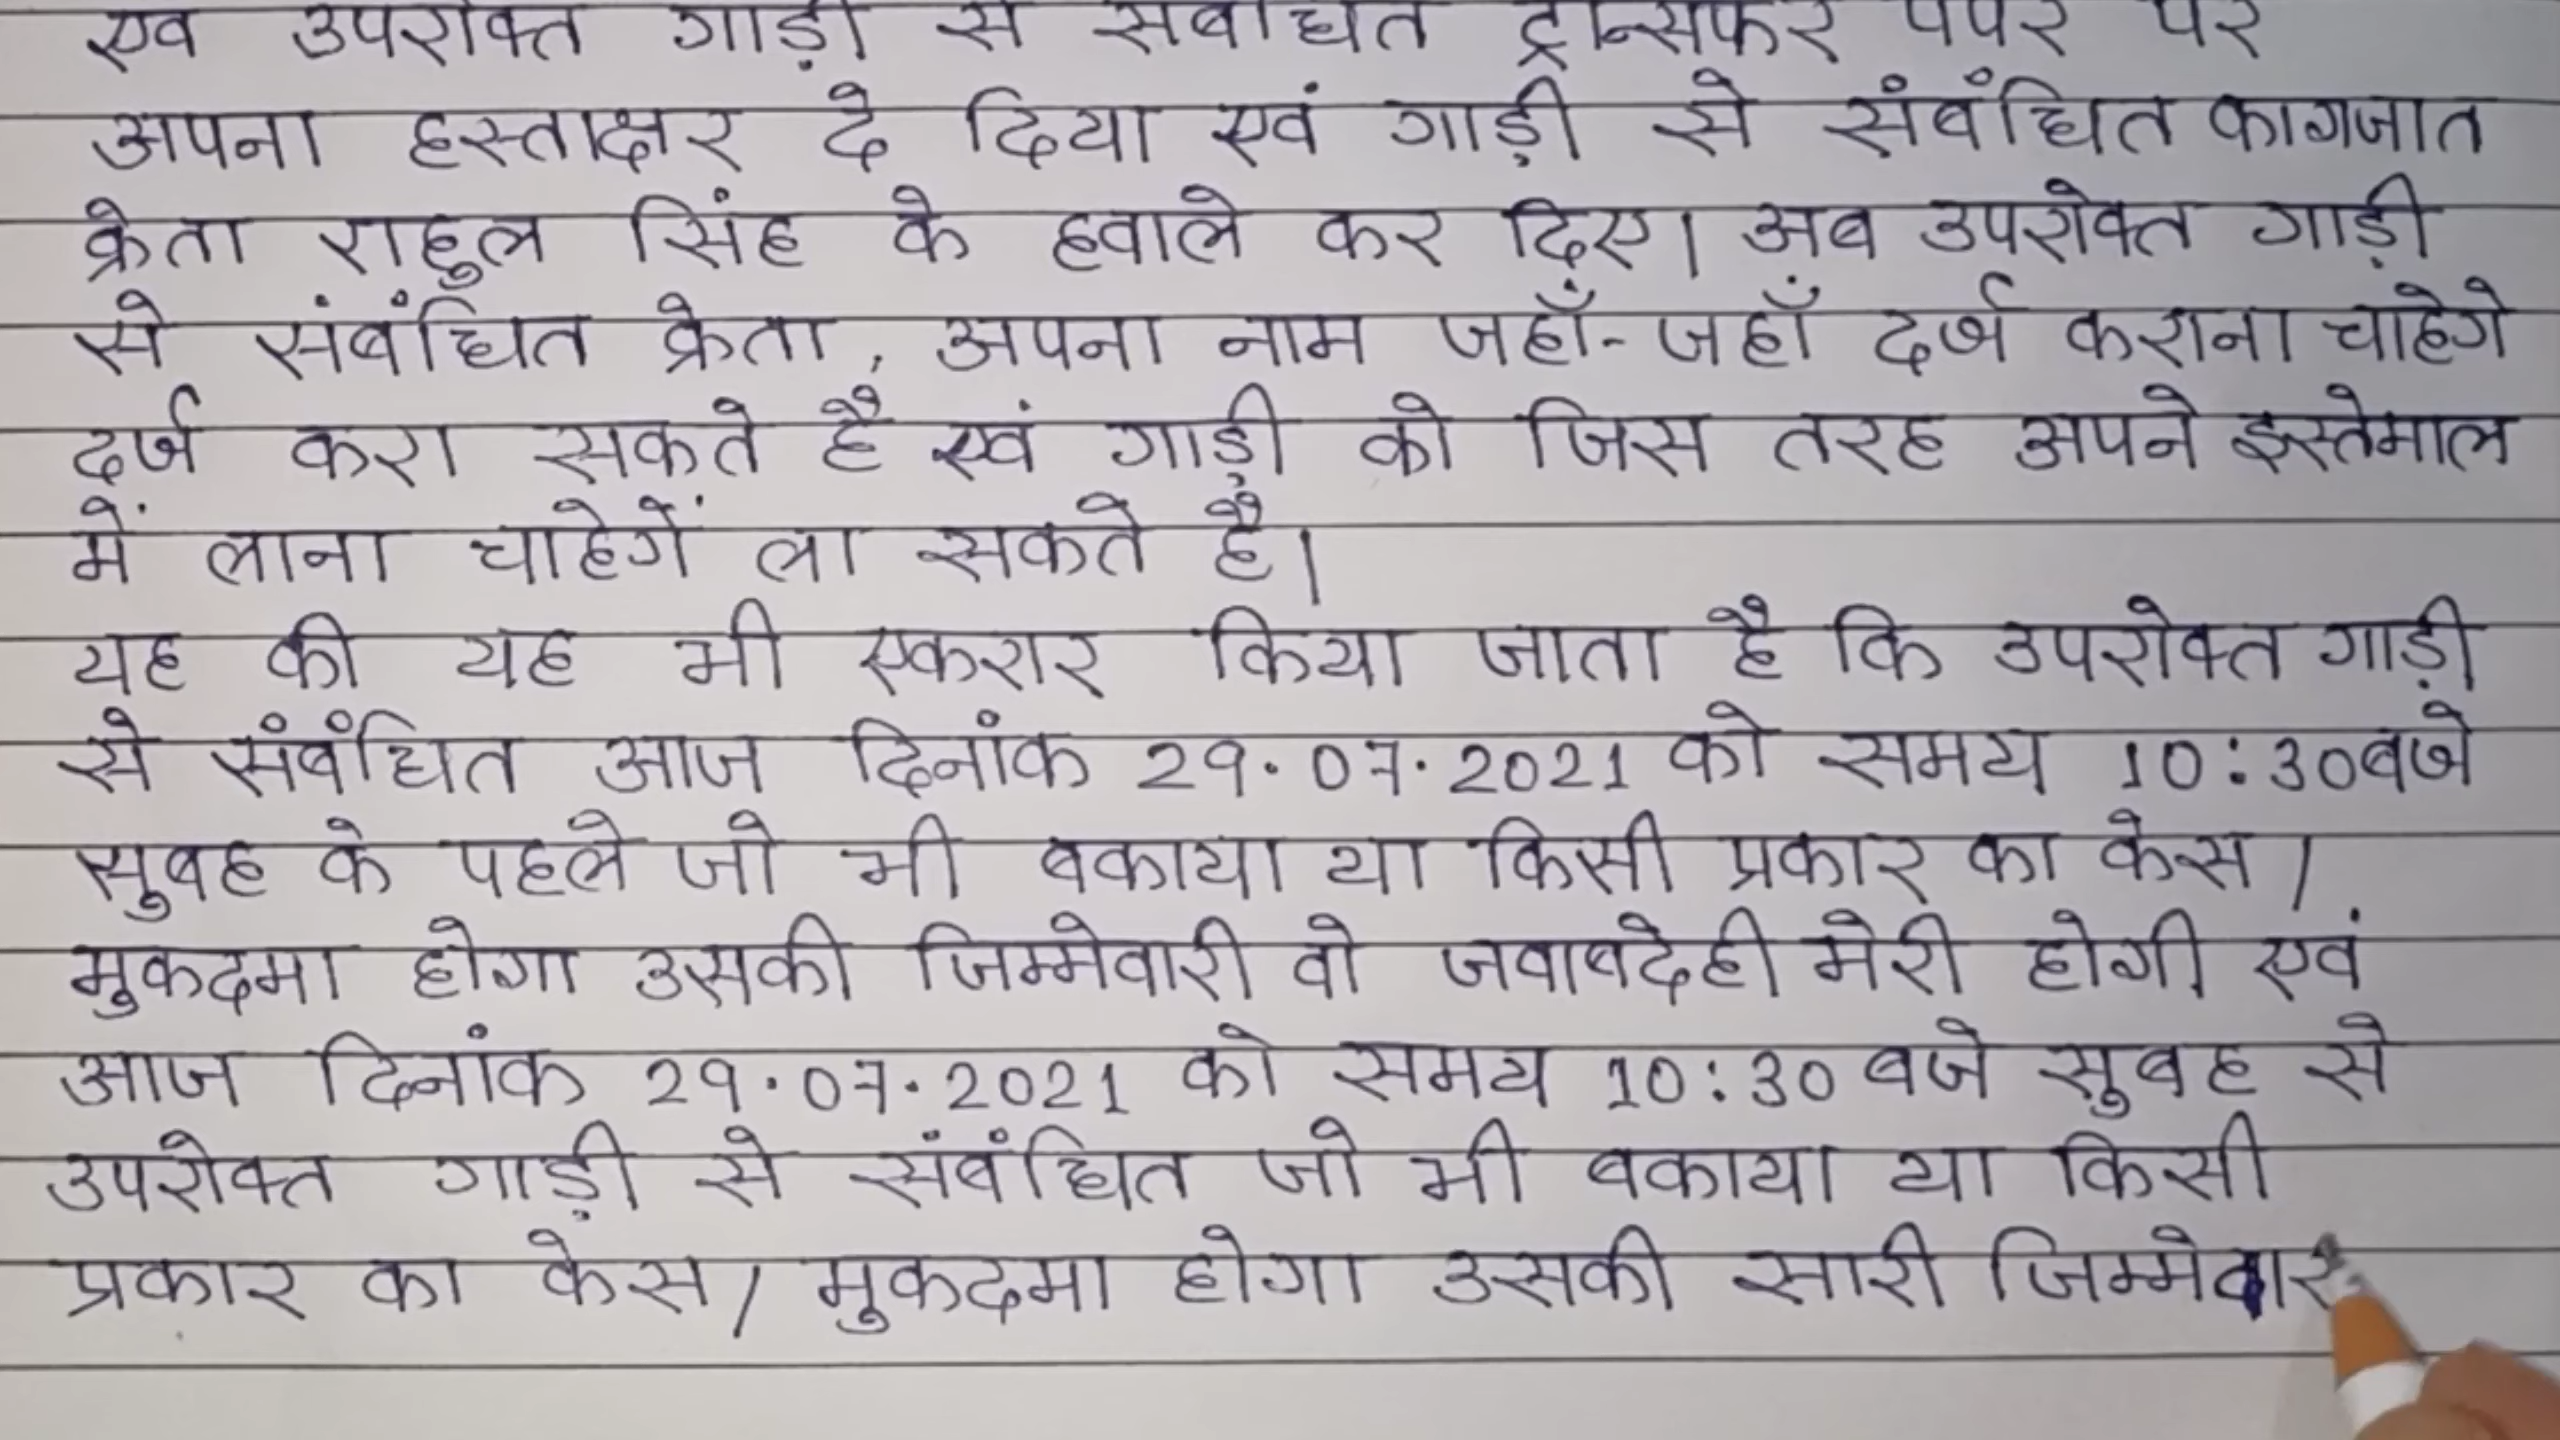 एवं उपरोक्त गाड़ी से संबंधित ट्रान्सफर पेपर पर
अपना हस्ताक्षर दे दिया एवं गाड़ी से संबंधित कागजात
क्रेता राहुल सिंह के हवाले कर दिए। अब उपरोक्त गाड़ी
से संबंधित क्रेता, अपना नाम जहाँ-जहाँ दर्ज कराना चाहेगे
दर्ज करा सकते है एवं गाड़ी को जिस तरह अपने इस्तेमाल
में लाना चाहेगें ला सकते है।
यह की यह भी एकरार किया जाता है कि उपरोक्त गाड़ी
से संबंधित आज दिनांक 29.07.2021 को समय 10:30बजे
सुबह के पहले जो भी बकाया या किसी प्रकार का केस /
मुकदमा होगा उसकी जिम्मेवारी वो जवाबदेही मेरी होगी एवं
आज दिनांक 29.07.2021 को समय 10:30 बजे सुबह से
उपरोक्त गाड़ी से संबंधित जो भी बकाया या किसी
प्रकार का केस/ मुकदमा होगा उसकी सारी जिम्मेवार